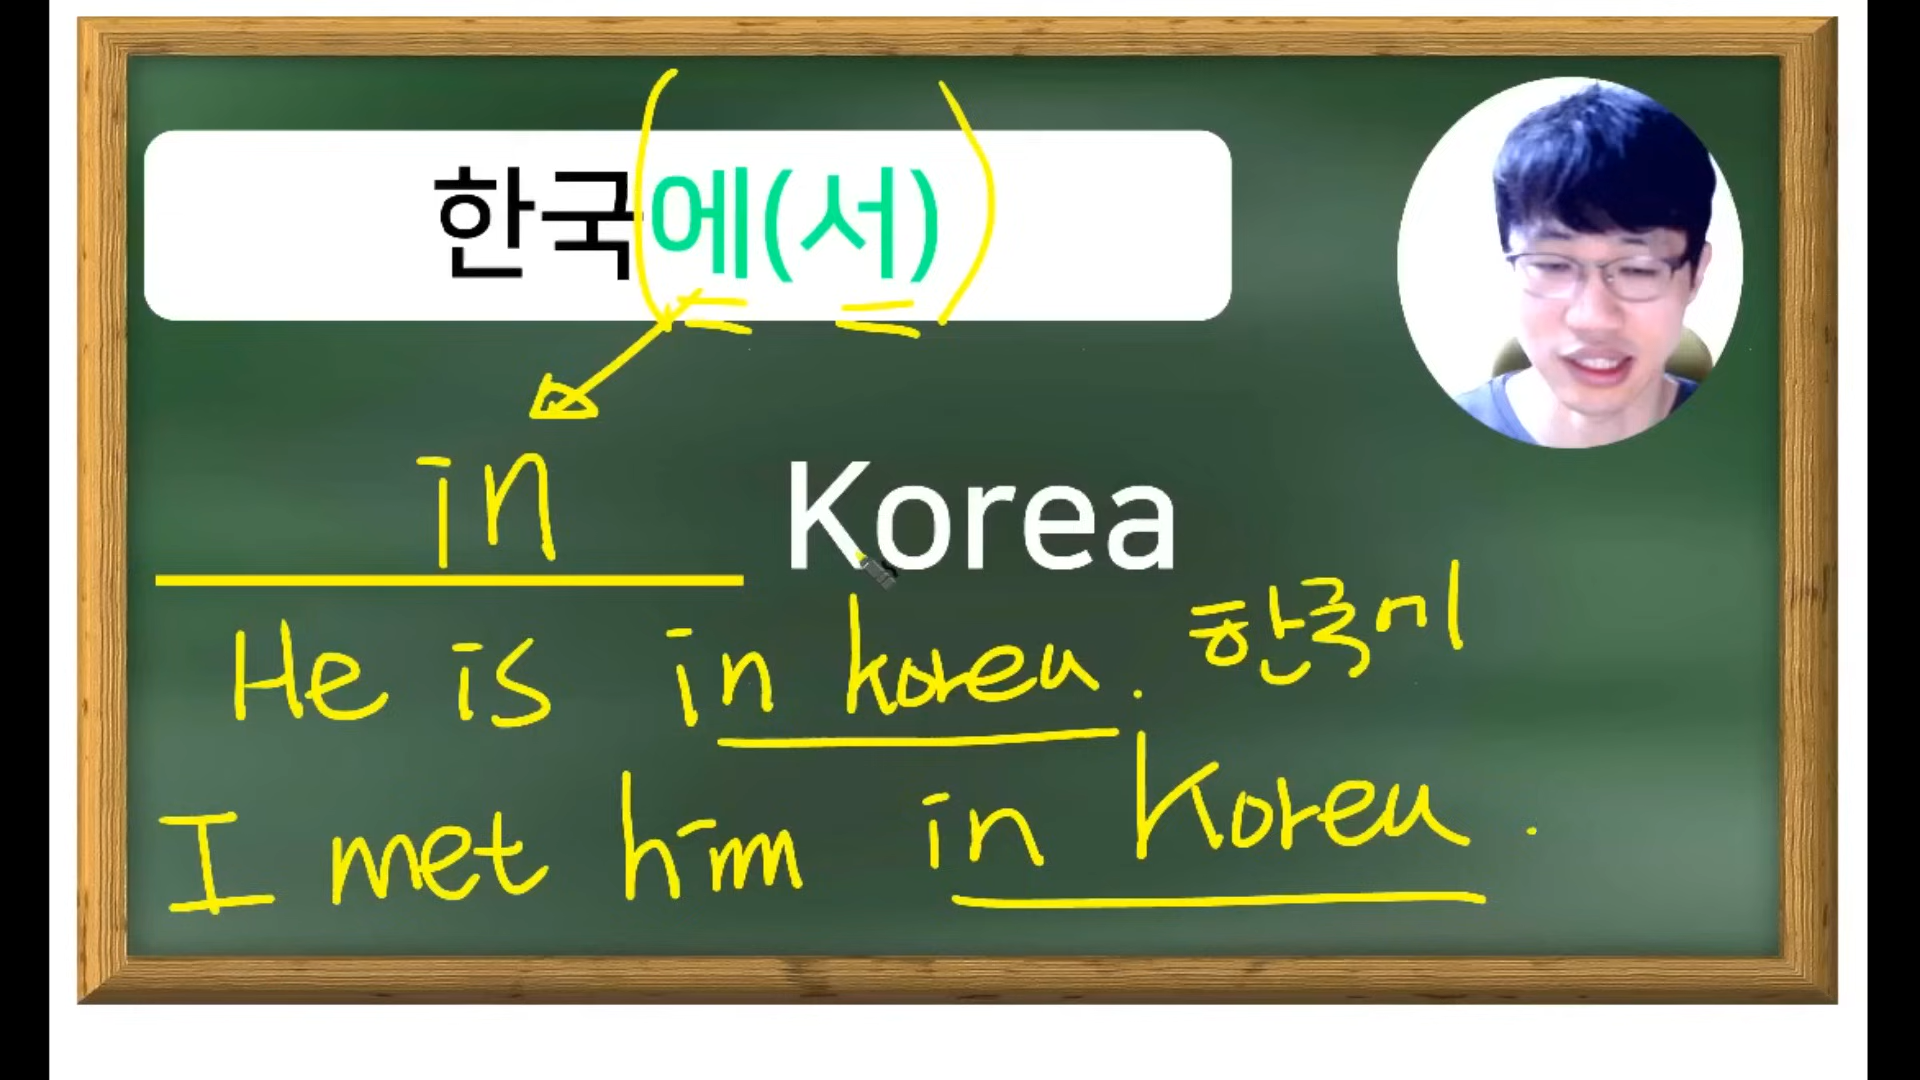 한국에(서)
in Korea
He is in korea. 한국에
I met him in Korea.